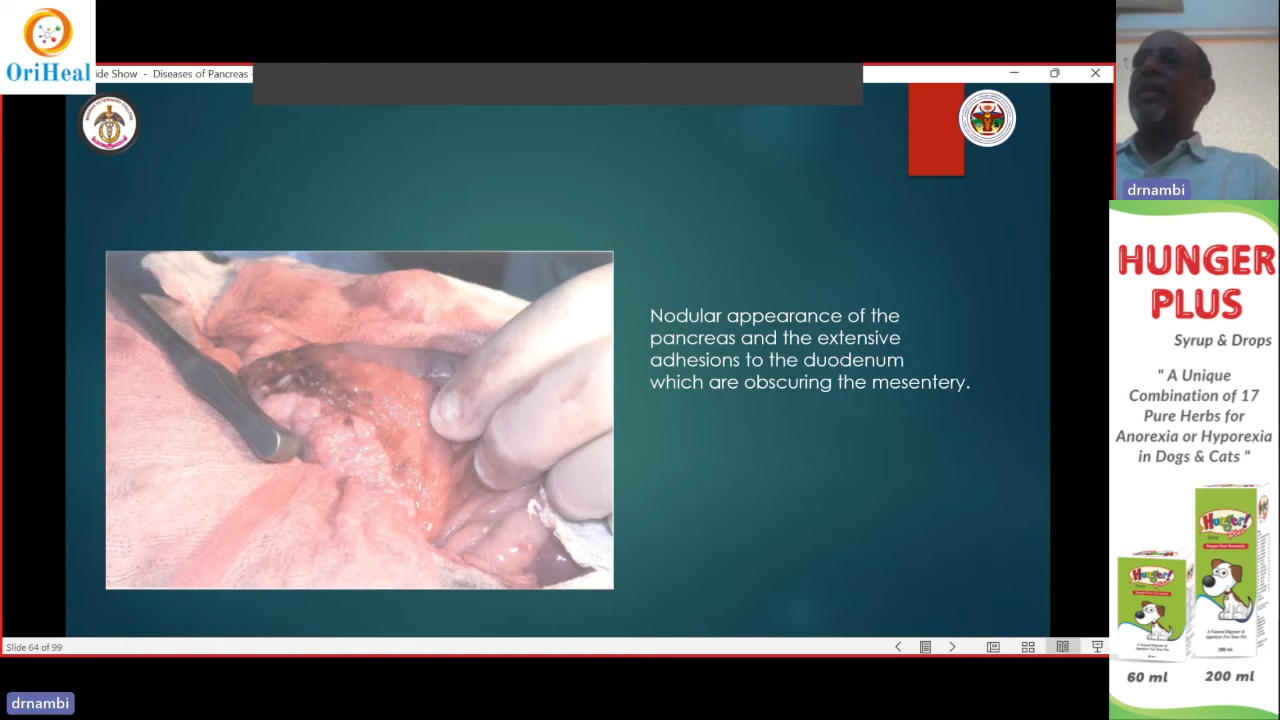 OriHeal
ide Show - Diseases of Pancreas -
Nodular appearance of the
pancreas and the extensive
adhesions to the duodenum
which are obscuring the mesentery.
Slide 64 of 99
drnambi
drnambi
HUNGER
PLUS
Syrup & Drops
" A Unique
Combination of 17
Pure Herbs for
Anorexia or Hyporexia
in Dogs & Cats "
Hunger!
Hunger!
60 ml
200 ml